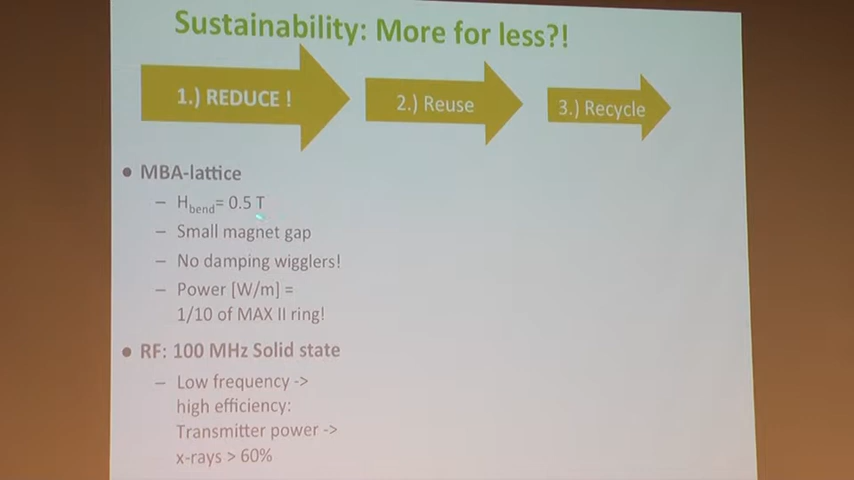 Sustainability: More for less?!
1.) REDUCE !
2.) Reuse
3.) Recycle
• MBA-lattice
– Hbend= 0.5 T
– Small magnet gap
– No damping wigglers!
– Power [W/m] =
1/10 of MAX II ring!
• RF: 100 MHz Solid state
– Low frequency ->
high efficiency:
Transmitter power ->
x-rays > 60%